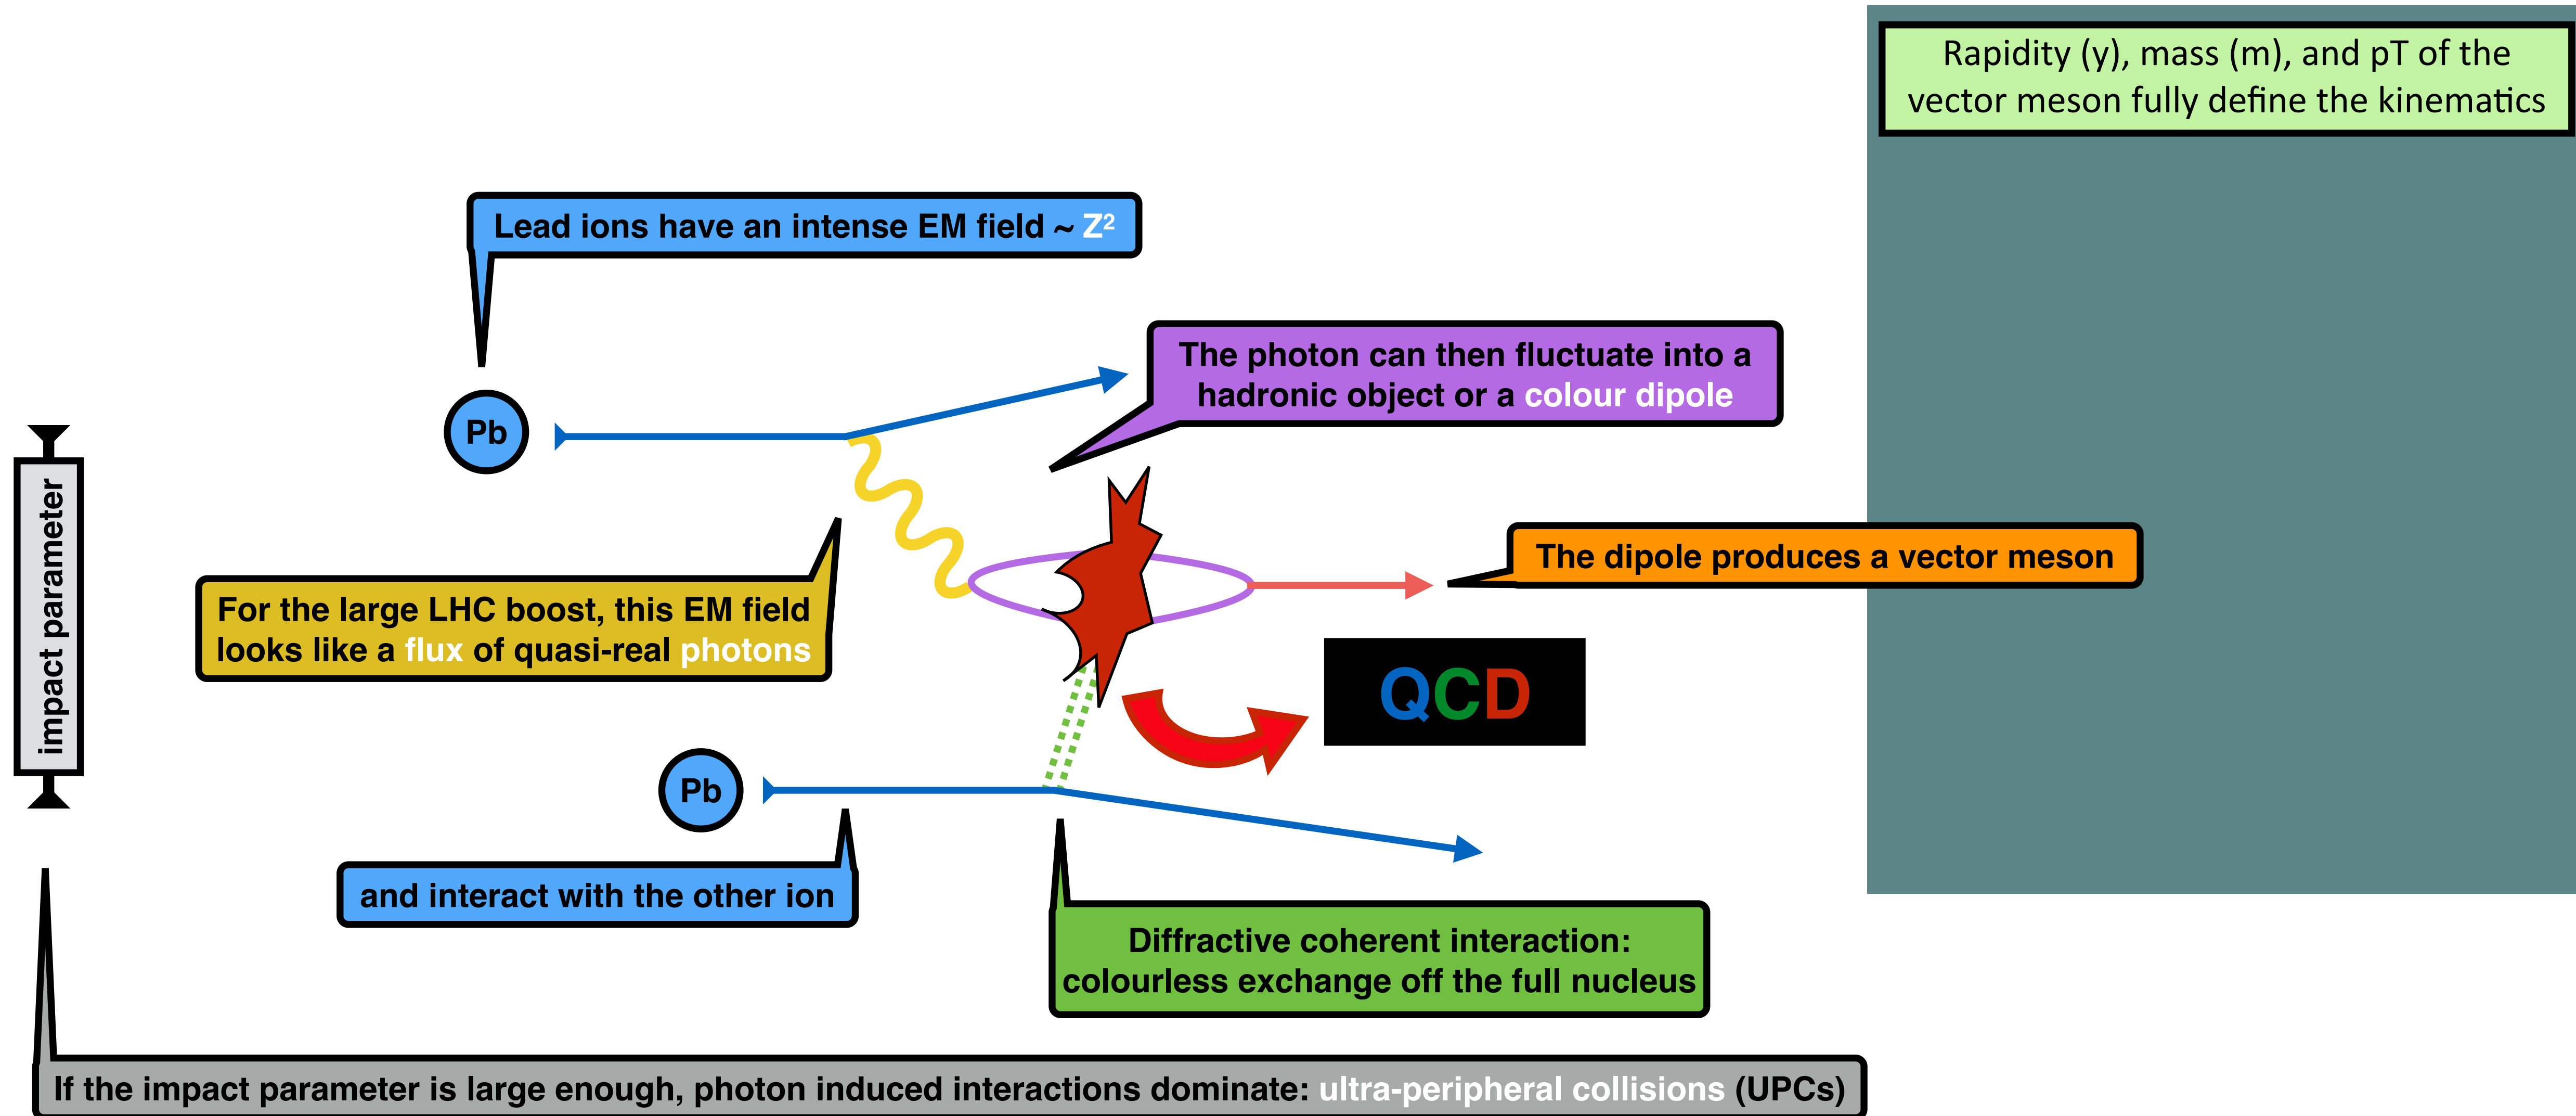 Rapidity (y), mass (m), and pT of the
vector meson fully define the kinematics
Lead ions have an intense EM field ~ Z²
The photon can then fluctuate into a
hadronic object or a colour dipole
Pb
impact parameter
The dipole produces a vector meson
For the large LHC boost, this EM field
looks like a flux of quasi-real photons
QCD
Pb
and interact with the other ion
Diffractive coherent interaction:
colourless exchange off the full nucleus
If the impact parameter is large enough, photon induced interactions dominate: ultra-peripheral collisions (UPCs)